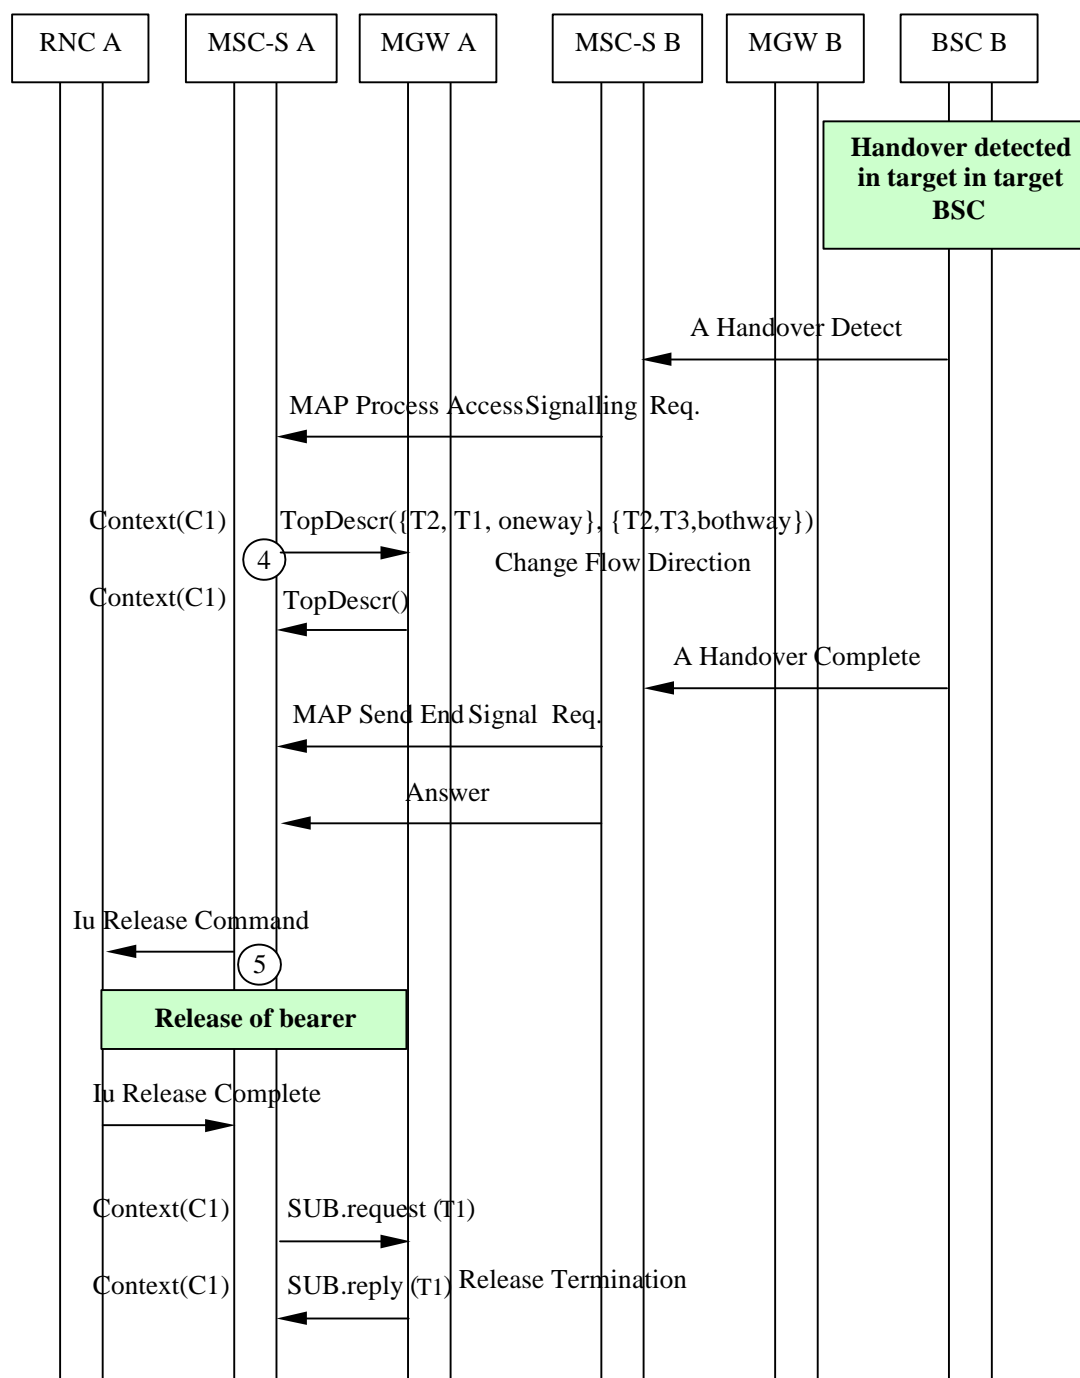 RNC A MSC-S A MGW A MSC-S B MGW B BSC B
Handover detected
in target in target
BSC
A Handover Detect
MAP Process Access Signalling Req.
Context(C1) TopDescr({T2, T1, oneway}, {T2,T3,bothway})
4 Change Flow Direction
Context(C1) TopDescr()
A Handover Complete
MAP Send End Signal Req.
Answer
Iu Release Command
5
Release of bearer
Iu Release Complete
Context(C1) SUB.request (T1)
Context(C1) SUB.reply (T1) Release Termination